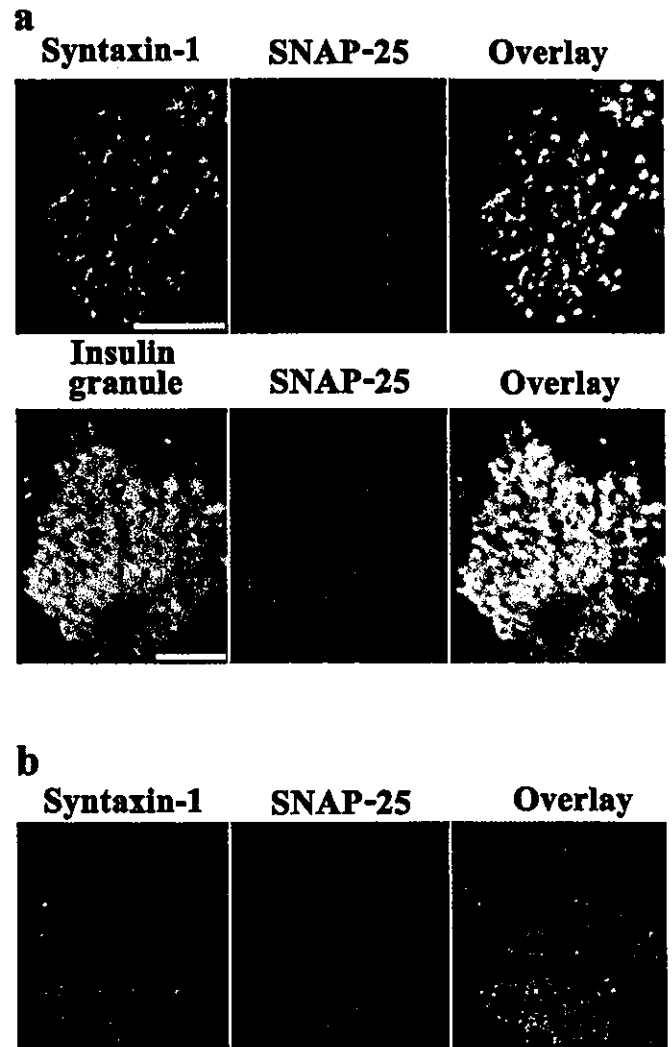 a
Syntaxin-1 SNAP-25 Overlay
Insulin
granule SNAP-25 Overlay
b
Syntaxin-1 SNAP-25 Overlay